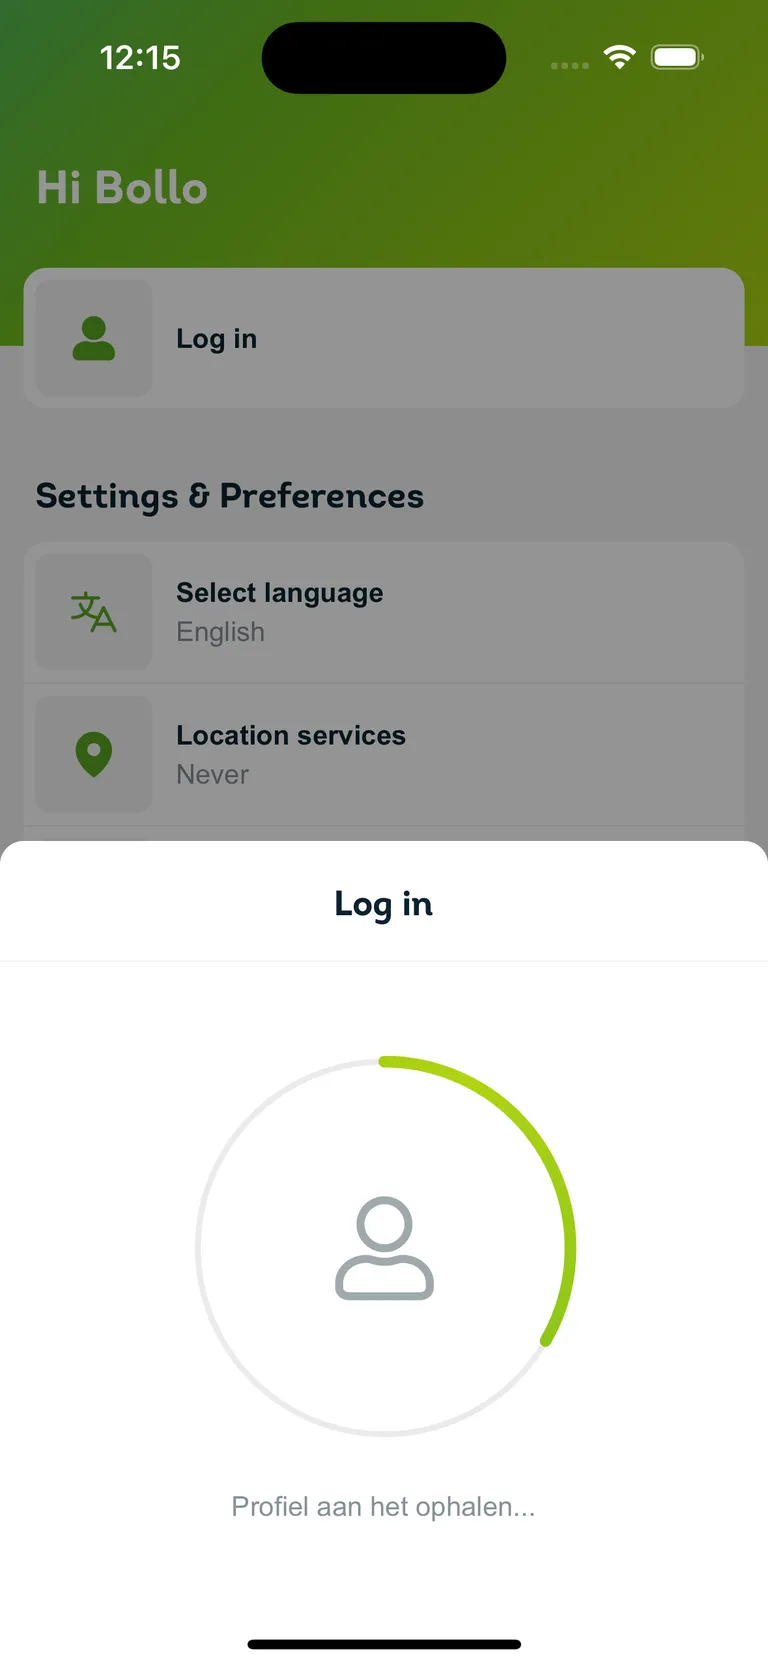 12:15
Hi Bollo
Log in
Settings & Preferences
Select language
English
Location services
Never
Log in
Profiel aan het ophalen...